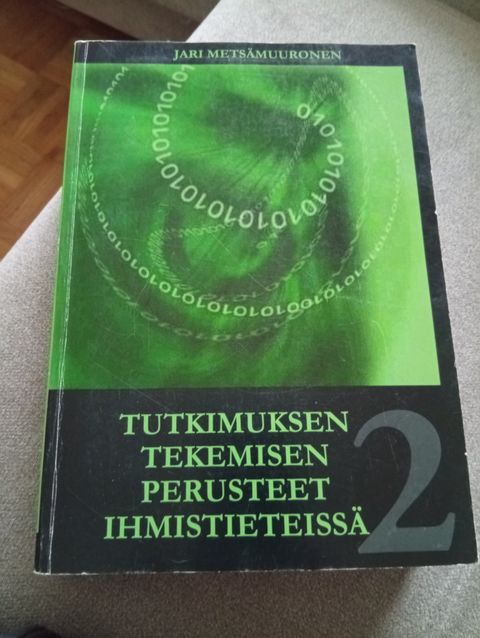 JARI METSÄMUURONEN
TUTKIMUKSEN
TEKEMISEN
PERUSTEET
IHMISTIETEISSÄ
2